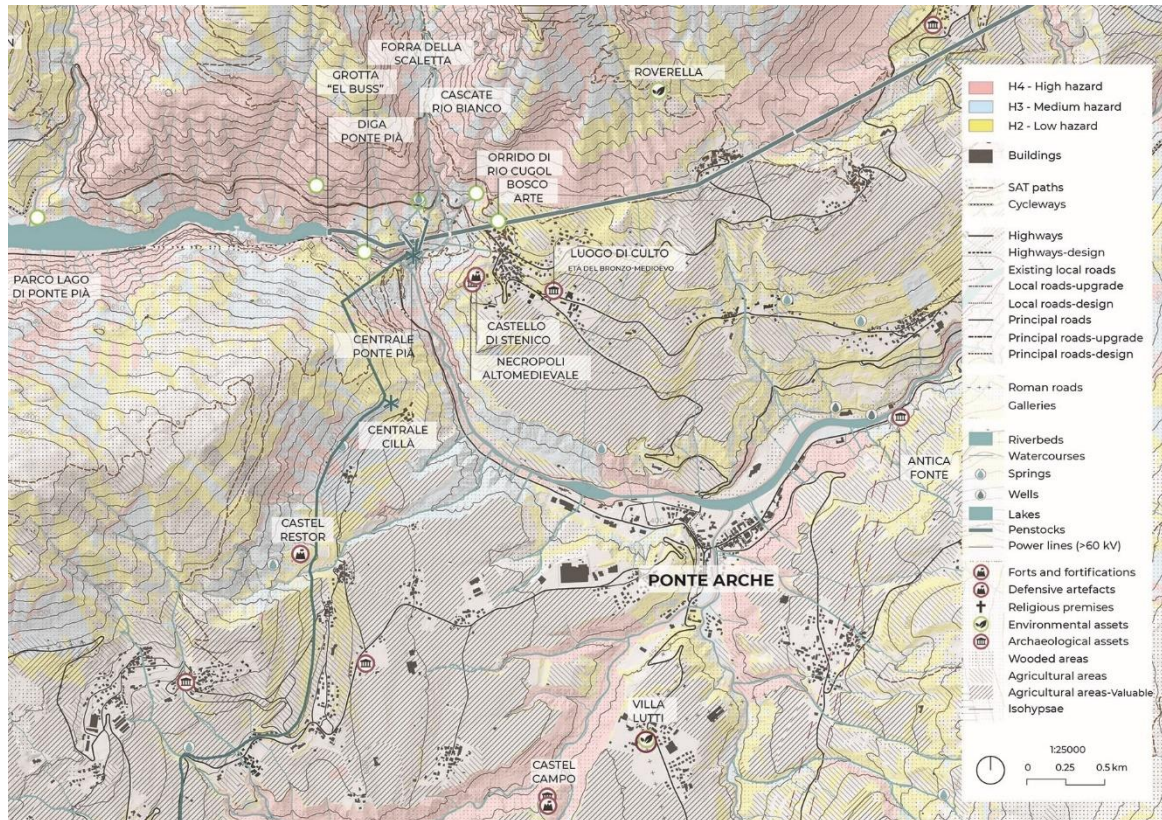 N
FORRA DELLA
SCALETTA
GROTTA
“EL BUSS”
CASCATE
RIO BIANCO
DIGA
PONTE PIÀ
ROVERELLA
ORRIDO DI
RIO CUGOL
BOSCO
ARTE
LUOGO DI CULTO
ETÀ DEL BRONZO-MEDIOEVO
PARCO LAGO
DI PONTE PIÀ
CENTRALE
PONTE PIÀ
CASTELLO
DI STENICO
NECROPOLI
ALTOMEDIEVALE
CENTRALE
CILLÀ
ANTICA
FONTE
CASTEL
RESTOR
PONTE ARCHE
VILLA
LUTTI
CASTEL
CAMPO
H4 - High hazard
H3 - Medium hazard
H2 - Low hazard
Buildings
SAT paths
Cycleways
Highways
Highways-design
Existing local roads
Local roads-upgrade
Local roads-design
Principal roads
Principal roads-upgrade
Principal roads-design
Roman roads
Galleries
Riverbeds
Watercourses
Springs
Wells
Lakes
Penstocks
Power lines (>60 kV)
Forts and fortifications
Defensive artefacts
Religious premises
Environmental assets
Archaeological assets
Wooded areas
Agricultural areas
Agricultural areas-Valuable
Isohypsae
1:25000
0 0.25 0.5 km